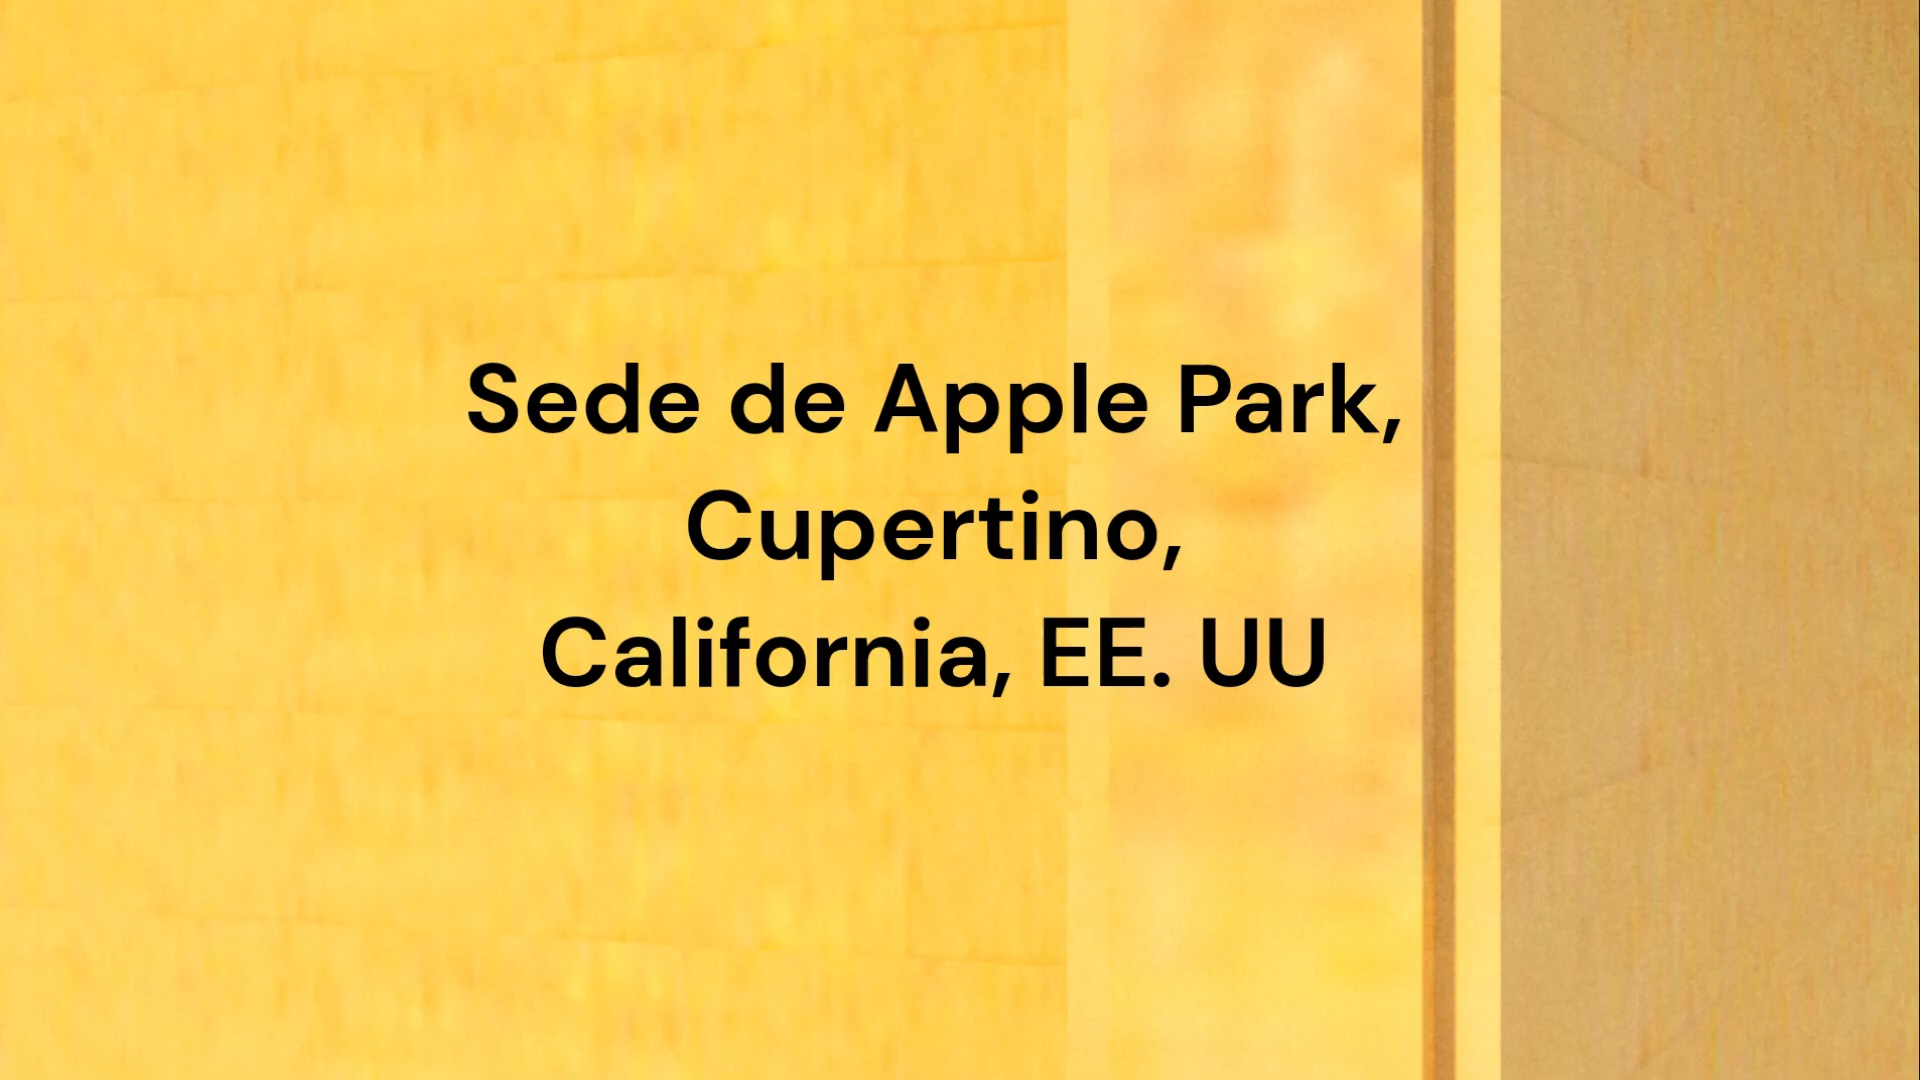 Sede de Apple Park,
Cupertino,
California, EE. UU